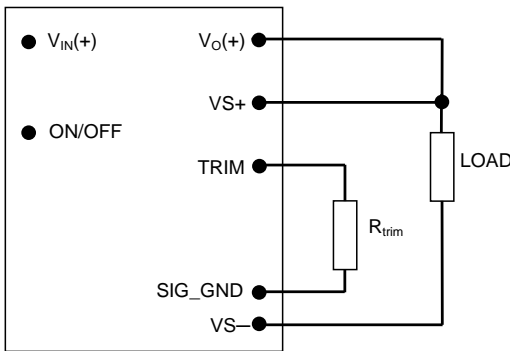 V_IN(+)
V_O(+)
VS+
ON/OFF
TRIM
LOAD
R_trim
SIG_GND
VS─